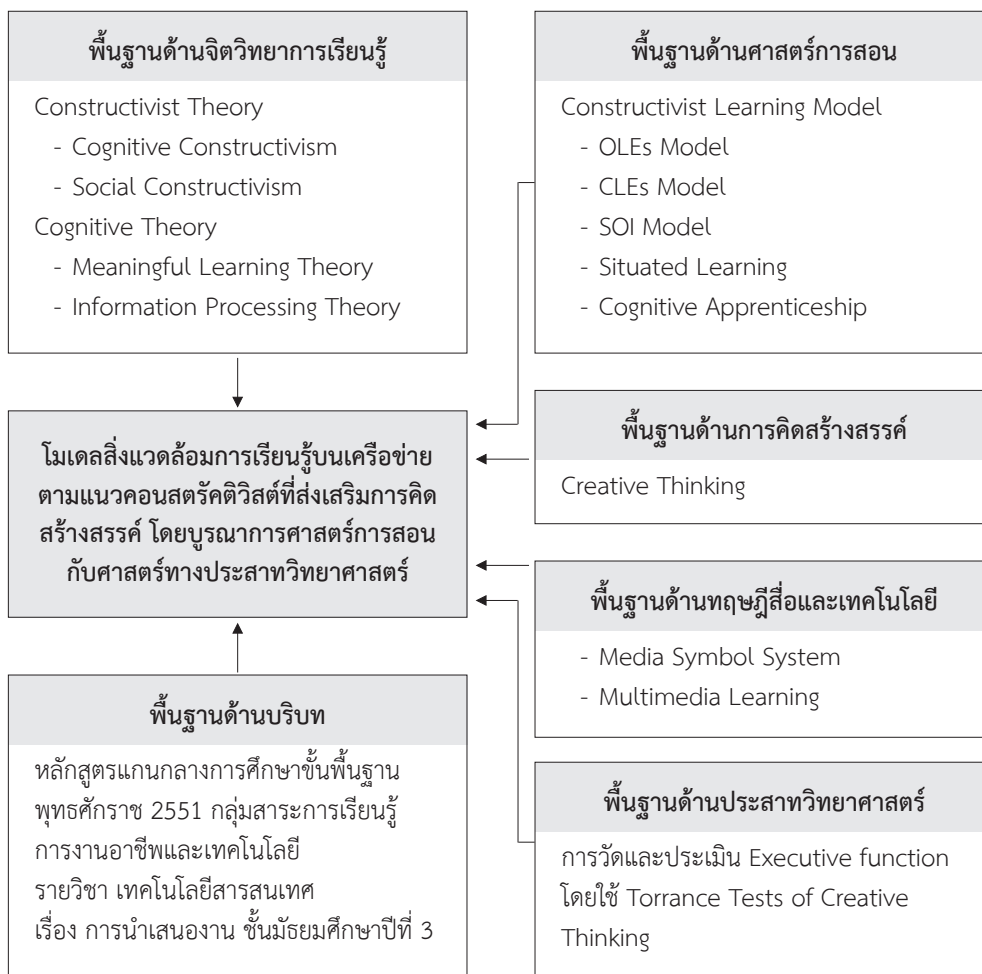 พื้นฐานด้านจิตวิทยาการเรียนรู้
Constructivist Theory
- Cognitive Constructivism
- Social Constructivism
Cognitive Theory
- Meaningful Learning Theory
- Information Processing Theory
พื้นฐานด้านศาสตร์การสอน
Constructivist Learning Model
- OLEs Model
- CLEs Model
- SOI Model
- Situated Learning
- Cognitive Apprenticeship
โมเดลสิ่งแวดล้อมการเรียนรู้บนเครือข่าย
ตามแนวคอนสตรัคติวิสต์ที่ส่งเสริมการคิด
สร้างสรรค์ โดยบูรณาการศาสตร์การสอน
กับศาสตร์ทางประสาทวิทยาศาสตร์
พื้นฐานด้านการคิดสร้างสรรค์
Creative Thinking
พื้นฐานด้านทฤษฎีสื่อและเทคโนโลยี
- Media Symbol System
- Multimedia Learning
พื้นฐานด้านบริบท
หลักสูตรแกนกลางการศึกษาขั้นพื้นฐาน
พุทธศักราช 2551 กลุ่มสาระการเรียนรู้
การงานอาชีพและเทคโนโลยี
รายวิชา เทคโนโลยีสารสนเทศ
เรื่อง การนำเสนองาน ชั้นมัธยมศึกษาปีที่ 3
พื้นฐานด้านประสาทวิทยาศาสตร์
การวัดและประเมิน Executive function
โดยใช้ Torrance Tests of Creative
Thinking